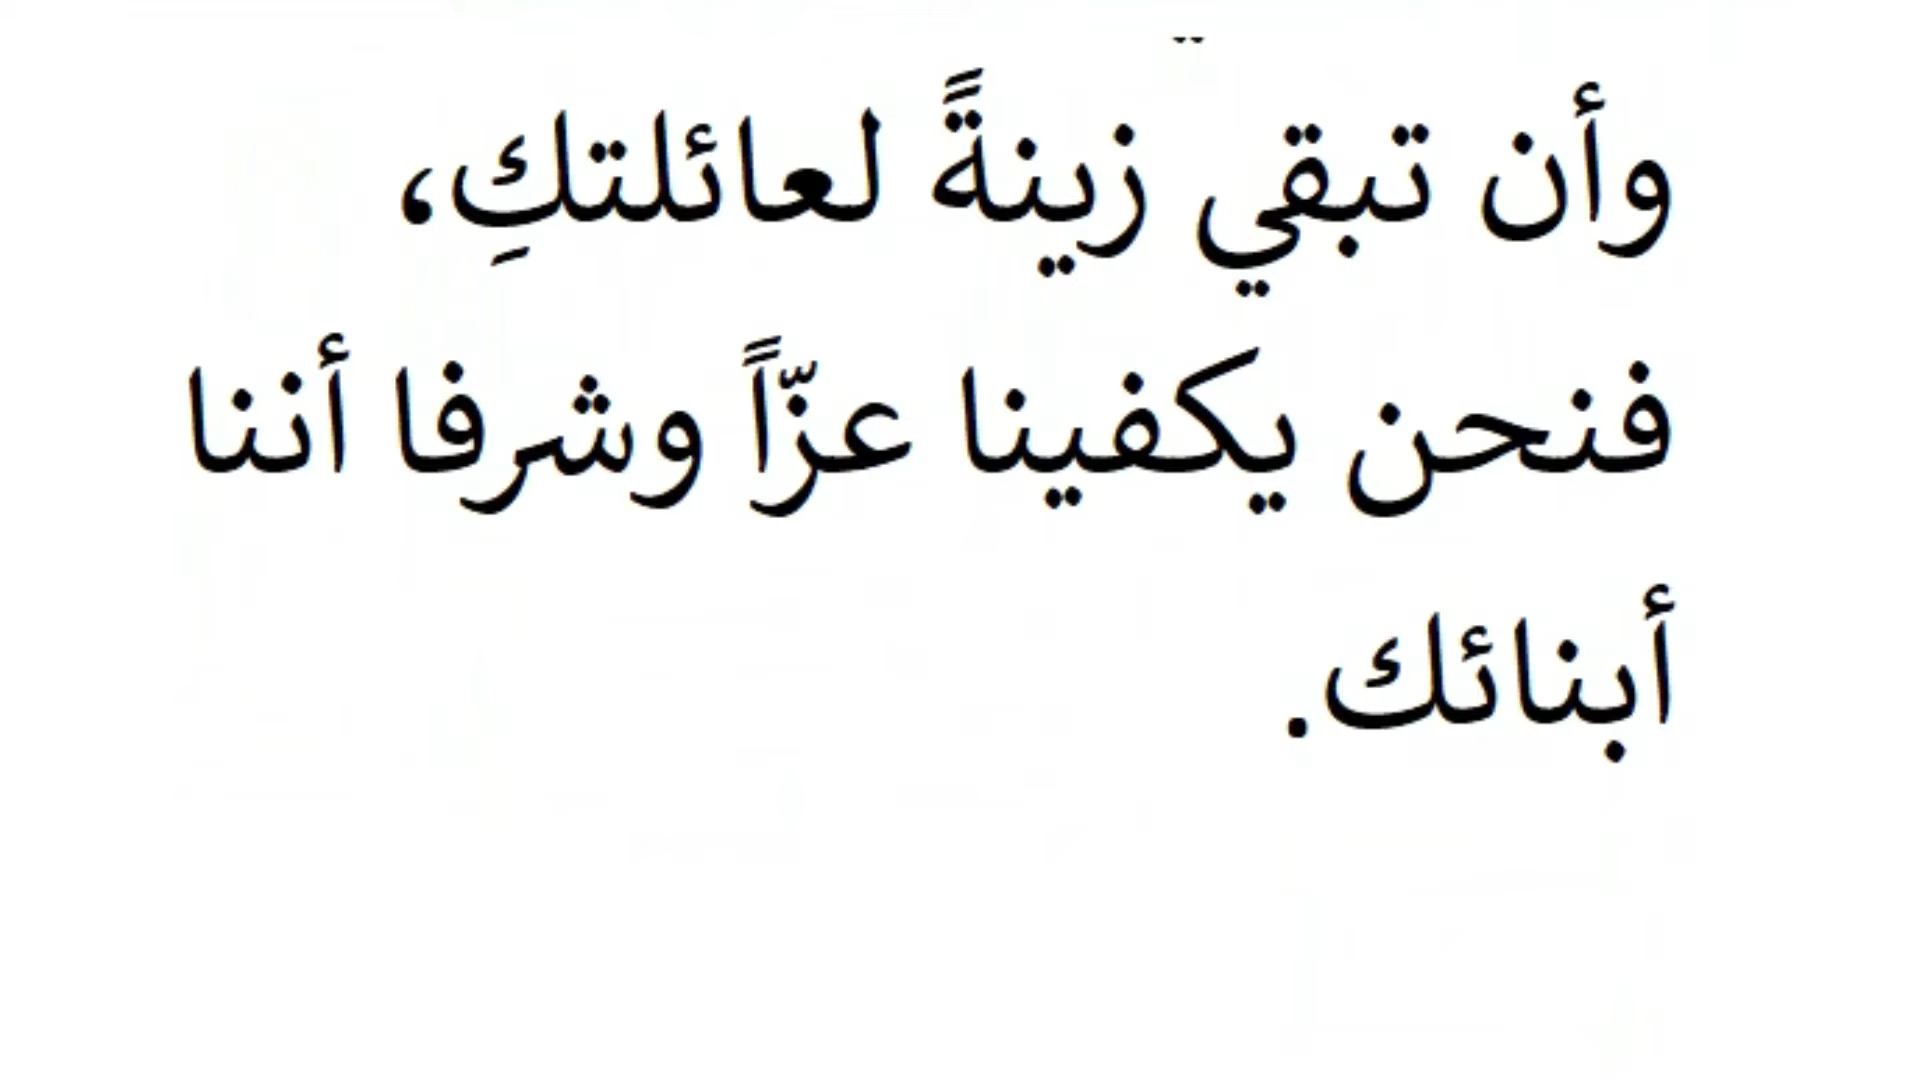 وأن تبقي زينةً لعائلتكِ،
فنحن يكفينا عزّاً وشرفا أننا
أبنائك.